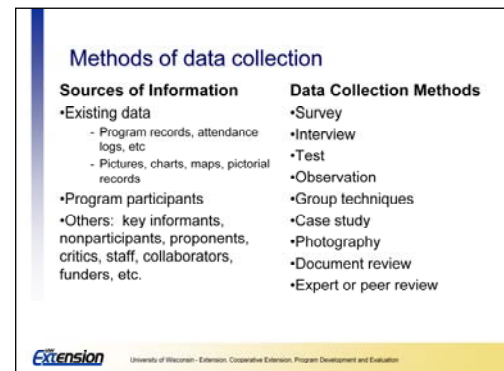 Methods of data collection
Sources of Information
•Existing data
- Program records, attendance
logs, etc
- Pictures, charts, maps, pictorial
records
•Program participants
•Others: key informants,
nonparticipants, proponents,
critics, staff, collaborators,
funders, etc.
Data Collection Methods
•Survey
•Interview
•Test
•Observation
•Group techniques
•Case study
•Photography
•Document review
•Expert or peer review
Extension
University of Wisconsin - Extension, Cooperative Extension, Program Development and Evaluation